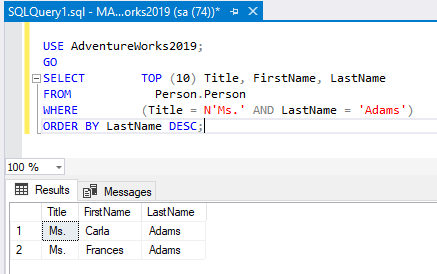 SQLQuery1.sql - MA...orks2019 (sa (74))*
USE AdventureWorks2019;
GO
SELECT TOP (10) Title, FirstName, LastName
FROM Person.Person
WHERE (Title = N'Ms.' AND LastName = 'Adams')
ORDER BY LastName DESC;
100 %
Results Messages
Title FirstName LastName
1 Ms. Carla Adams
2 Ms. Frances Adams